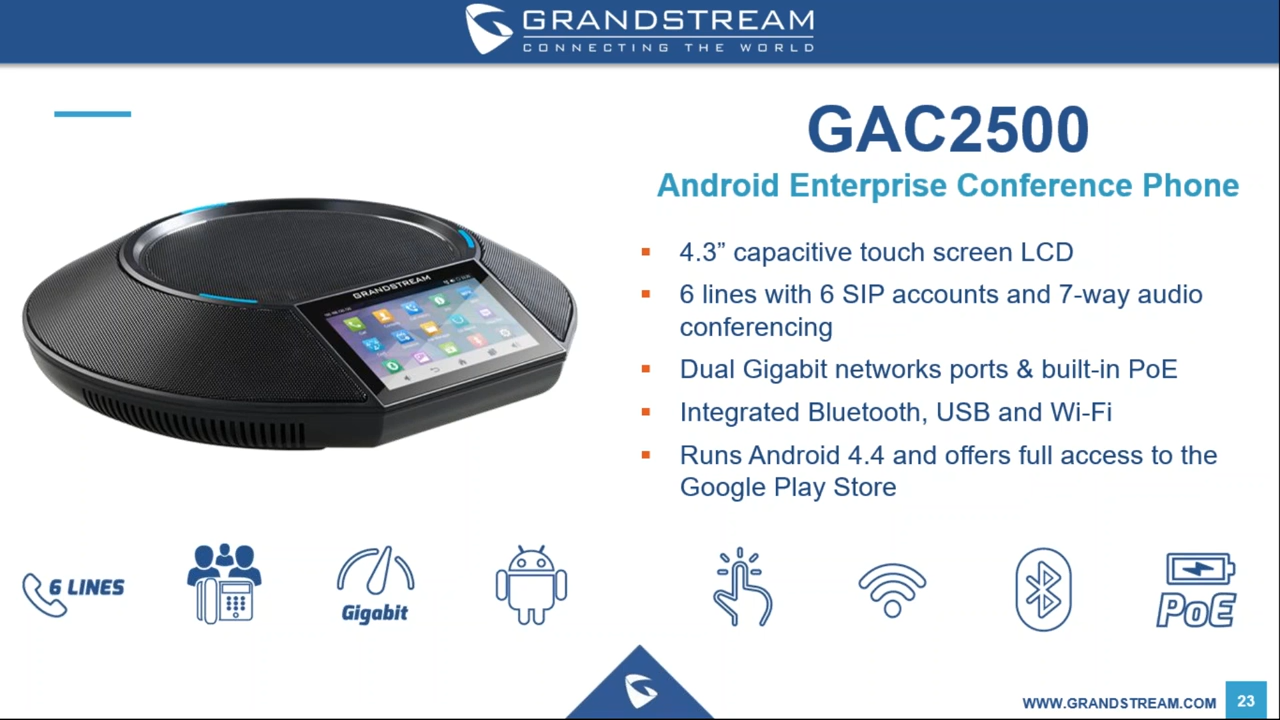 GRANDSTREAM
CONNECTING THE WORLD
GAC2500
Android Enterprise Conference Phone
4.3” capacitive touch screen LCD
6 lines with 6 SIP accounts and 7-way audio
conferencing
Dual Gigabit networks ports & built-in PoE
Integrated Bluetooth, USB and Wi-Fi
Runs Android 4.4 and offers full access to the
Google Play Store
GRANDSTREAM
6 LINES
Gigabit
PoE
WWW.GRANDSTREAM.COM
23